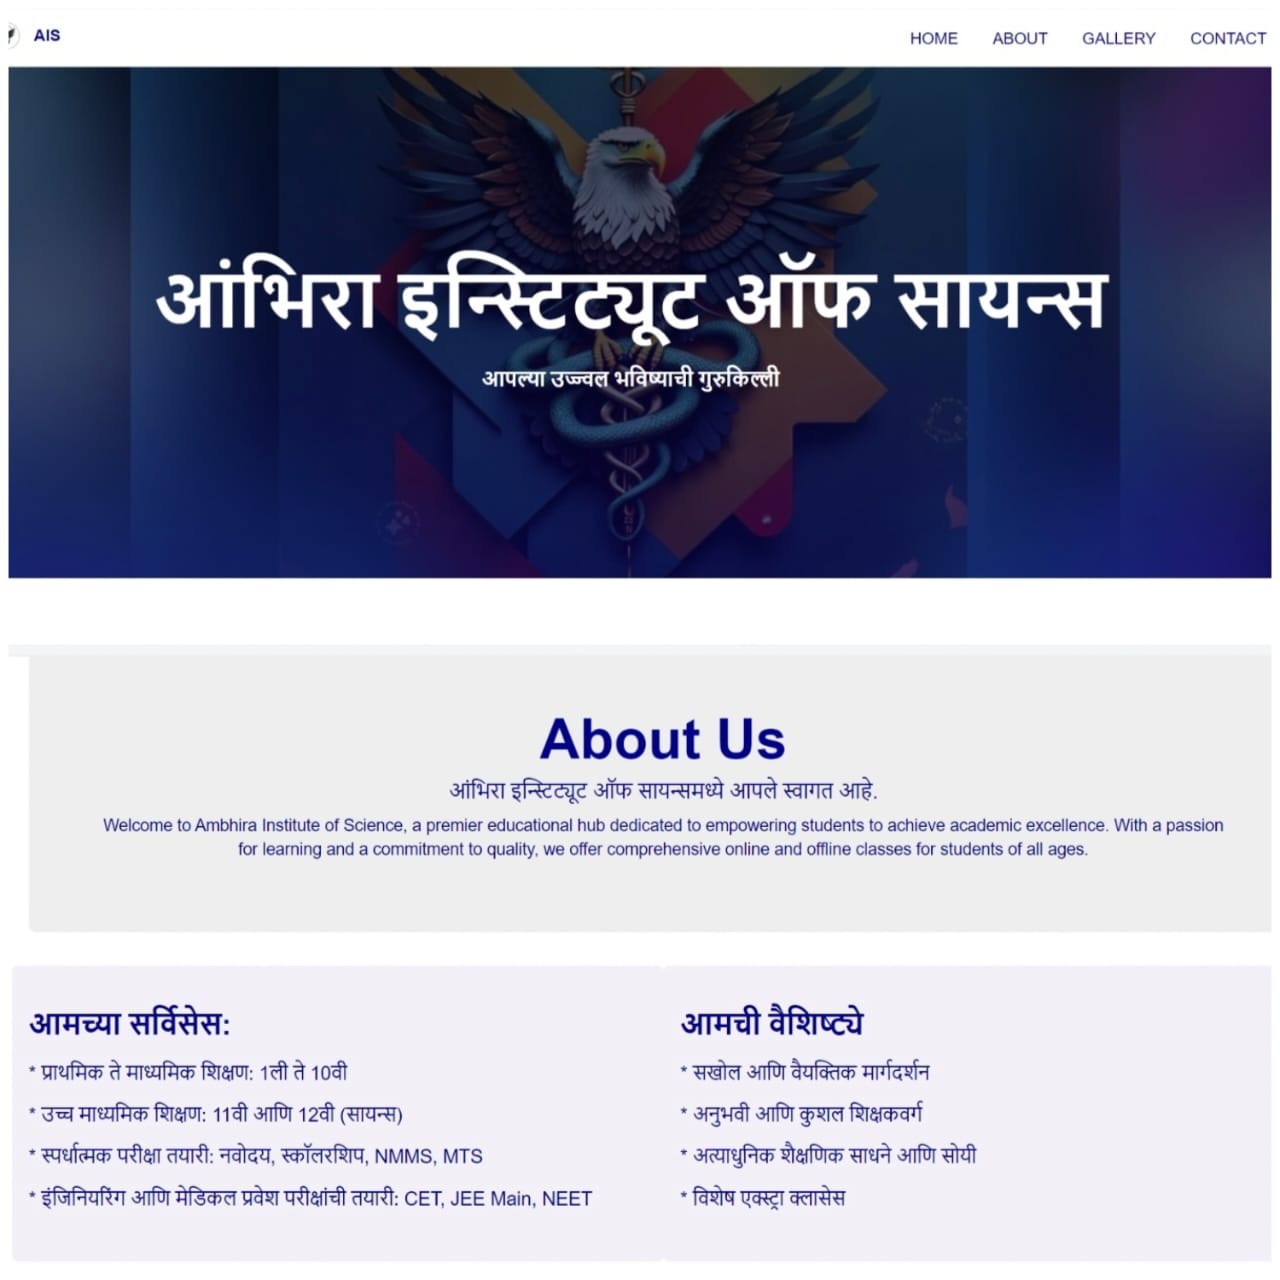 AIS
HOME ABOUT GALLERY CONTACT
आंभिरा इन्स्टिट्यूट ऑफ सायन्स
आपल्या उज्ज्वल भविष्याची गुरुकिल्ली
About Us
आंभिरा इन्स्टिट्यूट ऑफ सायन्समध्ये आपले स्वागत आहे.
Welcome to Ambhira Institute of Science, a premier educational hub dedicated to empowering students to achieve academic excellence. With a passion
for learning and a commitment to quality, we offer comprehensive online and offline classes for students of all ages.
आमच्या सर्विसेस:
* प्राथमिक ते माध्यमिक शिक्षण: 1ली ते 10वी
* उच्च माध्यमिक शिक्षण: 11वी आणि 12वी (सायन्स)
* स्पर्धात्मक परीक्षा तयारी: नवोदय, स्कॉलरशिप, NMMS, MTS
* इंजिनियरिंग आणि मेडिकल प्रवेश परीक्षांची तयारी: CET, JEE Main, NEET
आमची वैशिष्ट्ये
* सखोल आणि वैयक्तिक मार्गदर्शन
* अनुभवी आणि कुशल शिक्षकवर्ग
* अत्याधुनिक शैक्षणिक साधने आणि सोयी
* विशेष एक्स्ट्रा क्लासेस